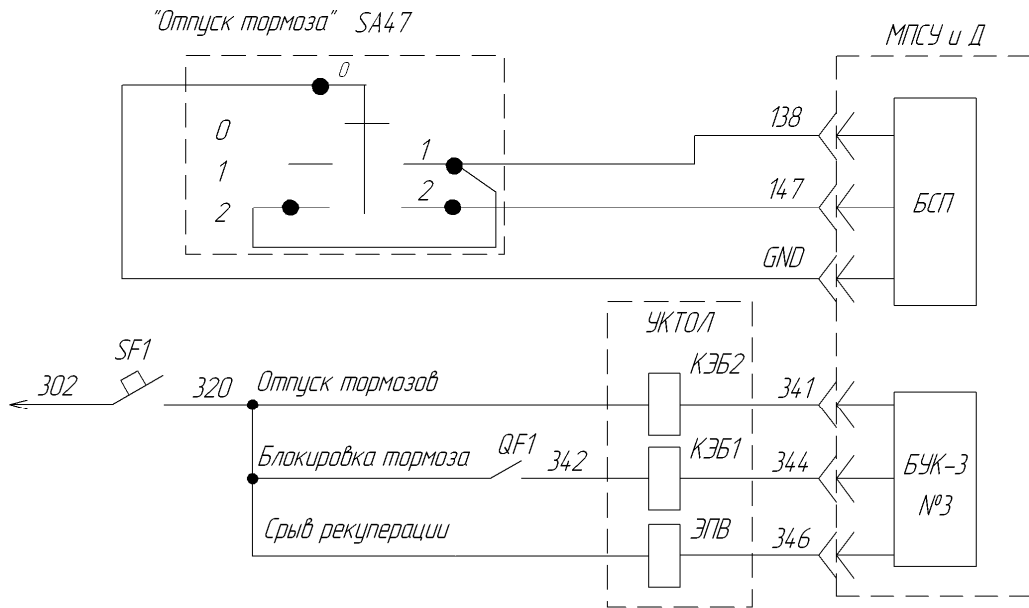 "Отпуск тормоза" SA47
МПСУ и Д
0
0
1
2
1
2
138
147
GND
БСП
УКТОЛ
SF1
302
320
Отпуск тормозов
КЭБ2
341
Блокировка тормоза
QF1
342
КЭБ1
344
Срыв рекуперации
ЭПВ
346
БУК-3
№3